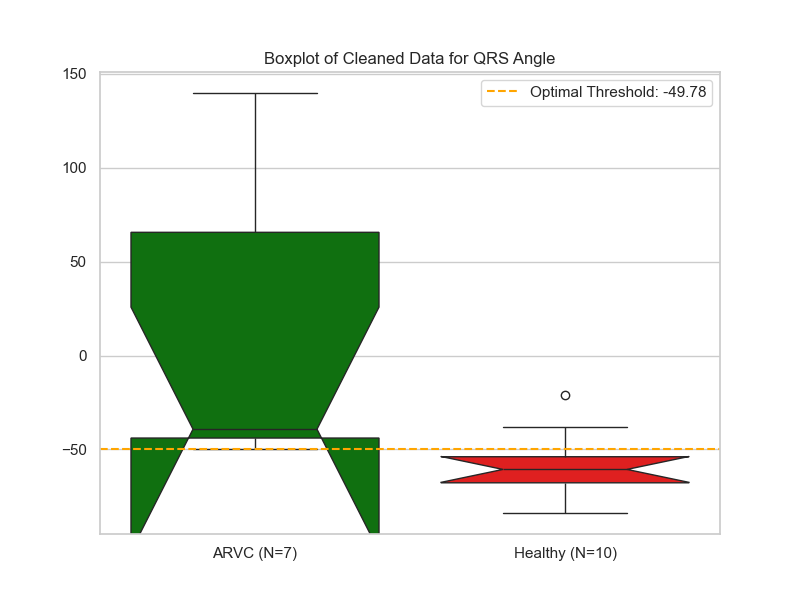 Boxplot of Cleaned Data for QRS Angle
Optimal Threshold: -49.78
150
100
50
0
−50
ARVC (N=7)
Healthy (N=10)